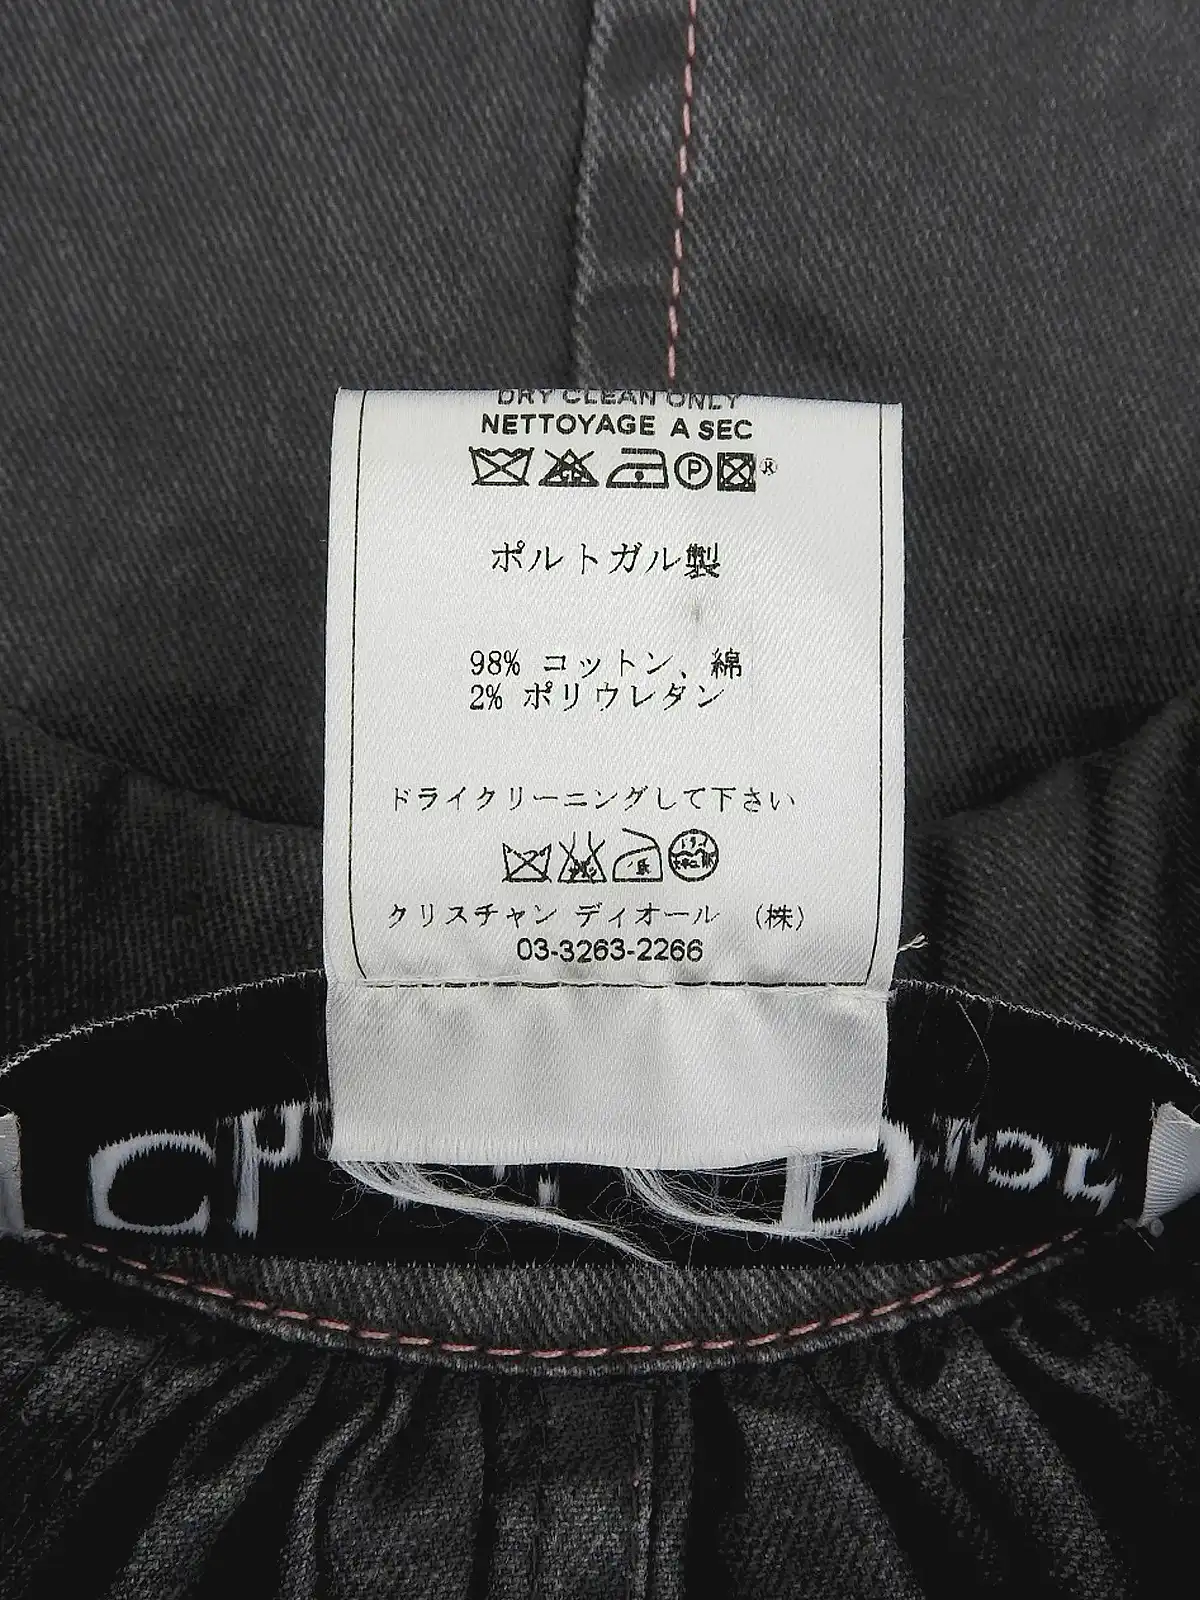 DRY CLEAN ONLY
NETTOYAGE A SEC
P ®
ポルトガル製
98% コットン、綿
2% ポリウレタン
ドライクリーニングして下さい
クリスチャン ディオール （株）
03-3263-2266